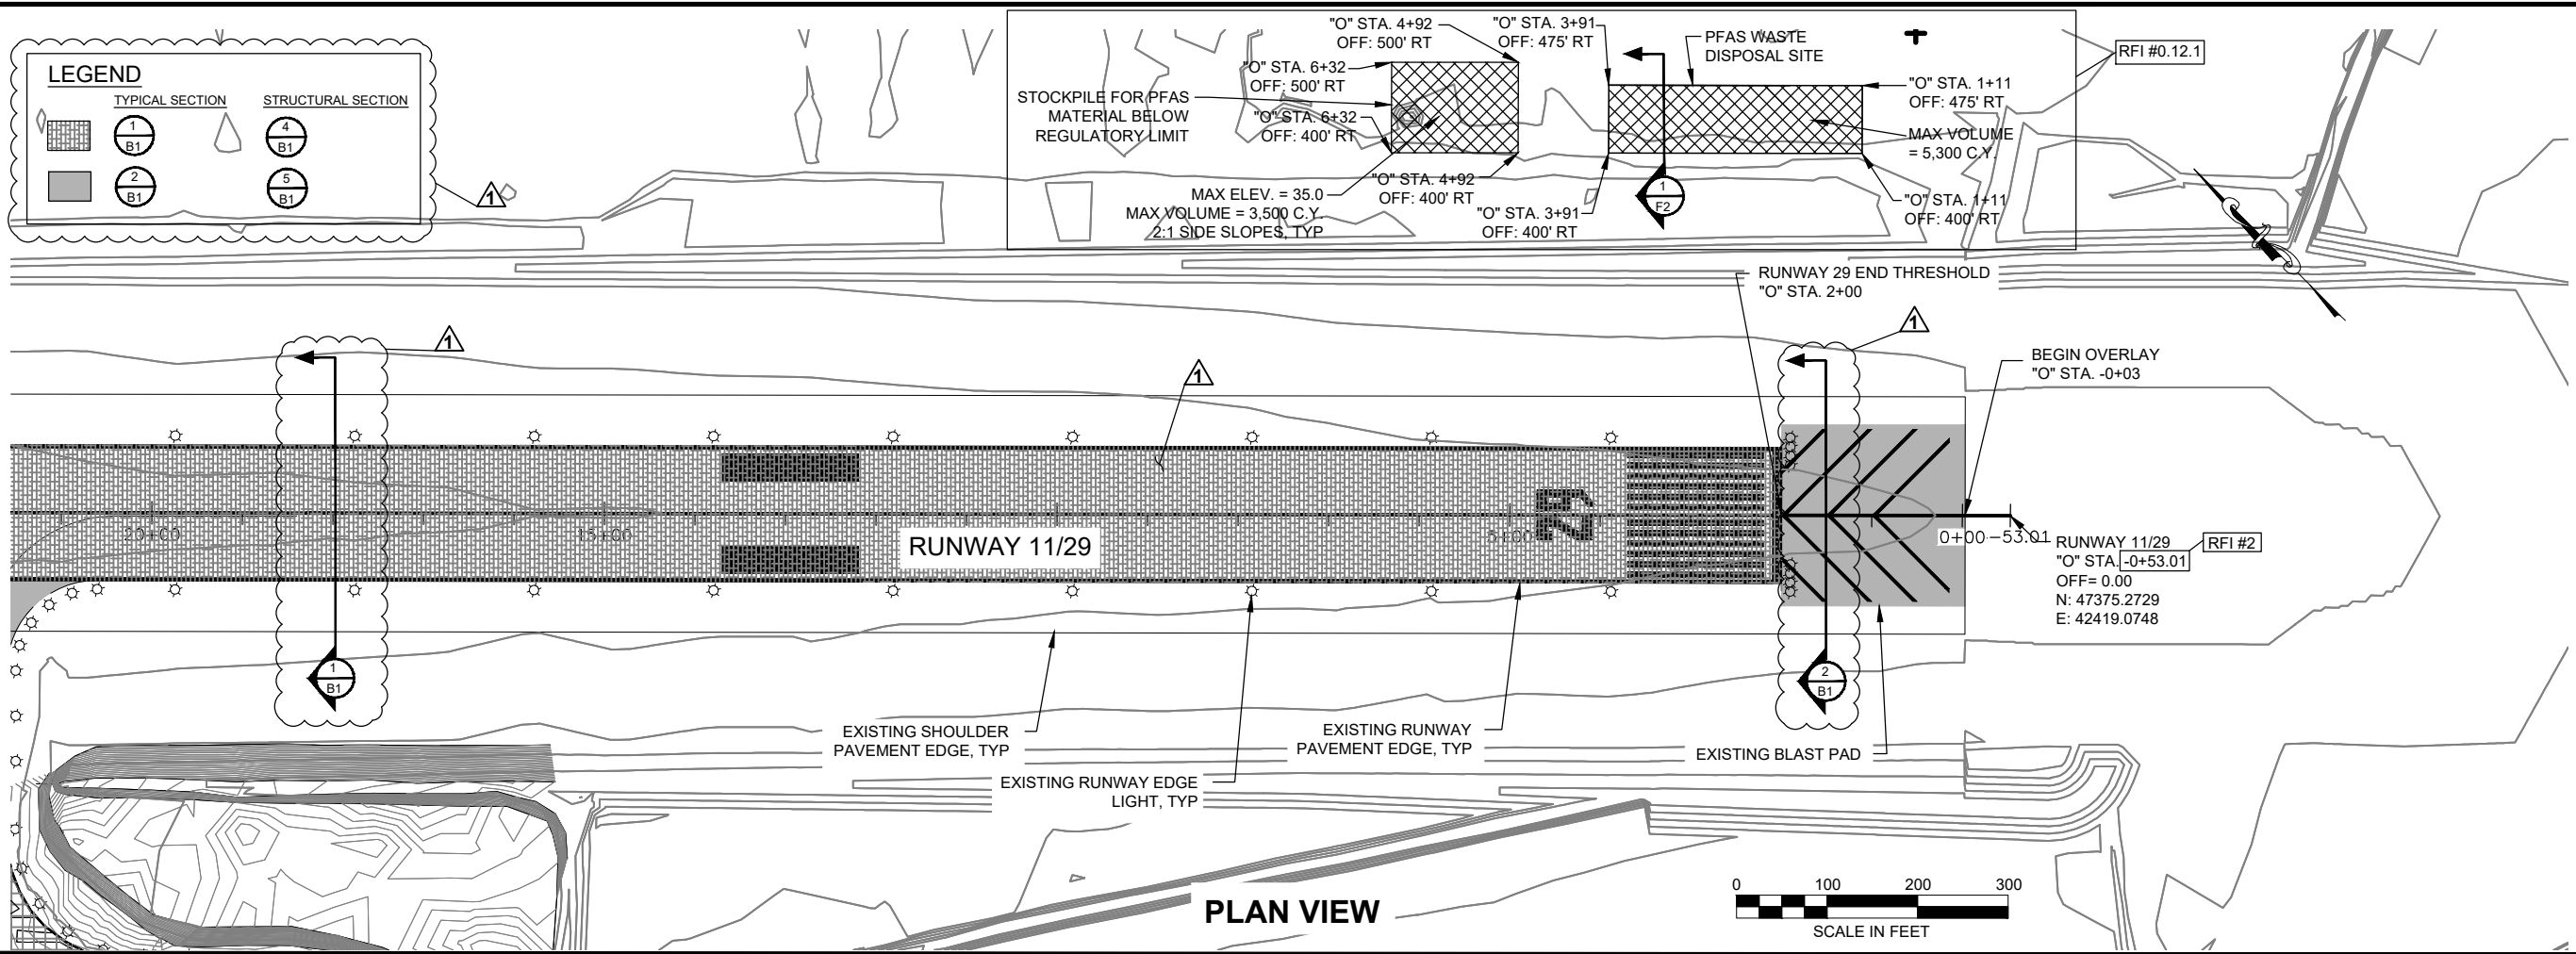 LEGEND
TYPICAL SECTION
STRUCTURAL SECTION
1
B1
4
B1
2
B1
5
B1
1
"O" STA. 4+92
OFF: 500' RT
"O" STA. 3+91
OFF: 475' RT
PFAS WASTE
DISPOSAL SITE
RFI #0.12.1
"O" STA. 6+32
OFF: 500' RT
STOCKPILE FOR PFAS
MATERIAL BELOW
REGULATORY LIMIT
"O" STA. 6+32
OFF: 400' RT
"O" STA. 1+11
OFF: 475' RT
MAX VOLUME
= 5,300 C.Y.
"O" STA. 4+92
OFF: 400' RT
MAX ELEV. = 35.0
MAX VOLUME = 3,500 C.Y.
2:1 SIDE SLOPES, TYP
"O" STA. 3+91
OFF: 400' RT
1
F2
"O" STA. 1+11
OFF: 400' RT
RUNWAY 29 END THRESHOLD
"O" STA. 2+00
1
1
1
BEGIN OVERLAY
"O" STA. -0+03
20+00
15+00
RUNWAY 11/29
5+00
29
0+00
-53.01
RUNWAY 11/29
"O" STA. -0+53.01
RFI #2
OFF= 0.00
N: 47375.2729
E: 42419.0748
1
B1
2
B1
EXISTING SHOULDER
PAVEMENT EDGE, TYP
EXISTING RUNWAY EDGE
LIGHT, TYP
EXISTING RUNWAY
PAVEMENT EDGE, TYP
EXISTING BLAST PAD
PLAN VIEW
0 100 200 300
SCALE IN FEET